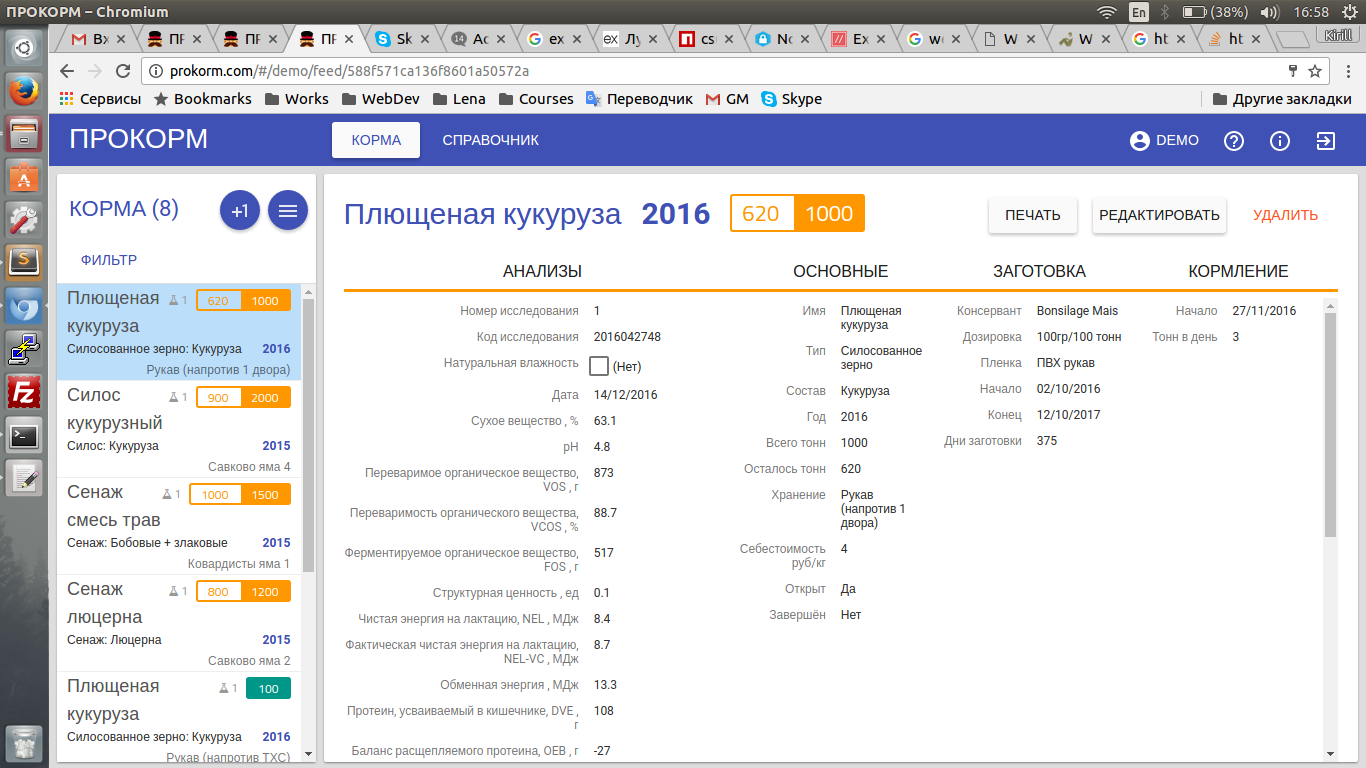 ПРОКОРМ – Chromium
En
(38%)
16:58
Вх
ПР
ПР
ПР
Sk
14
Ac
ex
ex
Лу
csu
No
Ex
wo
W
W
ht
ht
Kirill
prokorm.com/#/demo/feed/588f571ca136f8601a50572a
Сервисы
Bookmarks
Works
WebDev
Lena
Courses
Переводчик
GM
Skype
Другие закладки
ПРОКОРМ
КОРМА
СПРАВОЧНИК
DEMO
КОРМА (8)
+1
ФИЛЬТР
Плющеная кукуруза
1
620
1000
Силосованное зерно: Кукуруза
2016
Рукав (напротив 1 двора)
Силос кукурузный
1
900
2000
Силос: Кукуруза
2015
Савково яма 4
Сенаж смесь трав
1
1000
1500
Сенаж: Бобовые + злаковые
2015
Ковардисты яма 1
Сенаж люцерна
1
800
1200
Сенаж: Люцерна
2015
Савково яма 2
Плющеная кукуруза
1
100
Силосованное зерно: Кукуруза
2016
Рукав (напротив ТХС)
Плющеная кукуруза 2016
620
1000
ПЕЧАТЬ
РЕДАКТИРОВАТЬ
УДАЛИТЬ
АНАЛИЗЫ
Номер исследования 1
Код исследования 2016042748
Натуральная влажность (Нет)
Дата 14/12/2016
Сухое вещество , % 63.1
pH 4.8
Переваримое органическое вещество,
VOS , г 873
Переваримость органического вещества,
VCOS , % 88.7
Ферментируемое органическое вещество,
FOS , г 517
Структурная ценность , ед 0.1
Чистая энергия на лактацию, NEL , МДж 8.4
Фактическая чистая энергия на лактацию,
NEL-VC , МДж 8.7
Обменная энергия , МДж 13.3
Протеин, усваиваемый в кишечнике, DVE ,
г 108
Баланс расщепляемого протеина, OEB , г -27
ОСНОВНЫЕ
Имя Плющеная
кукуруза
Тип Силосованное
зерно
Состав Кукуруза
Год 2016
Всего тонн 1000
Осталось тонн 620
Хранение Рукав
(напротив 1
двора)
Себестоимость
руб/кг 4
Открыт Да
Завершён Нет
ЗАГОТОВКА
Консервант Bonsilage Mais
Дозировка 100гр/100 тонн
Пленка ПВХ рукав
Начало 02/10/2016
Конец 12/10/2017
Дни заготовки 375
КОРМЛЕНИЕ
Начало 27/11/2016
Тонн в день 3